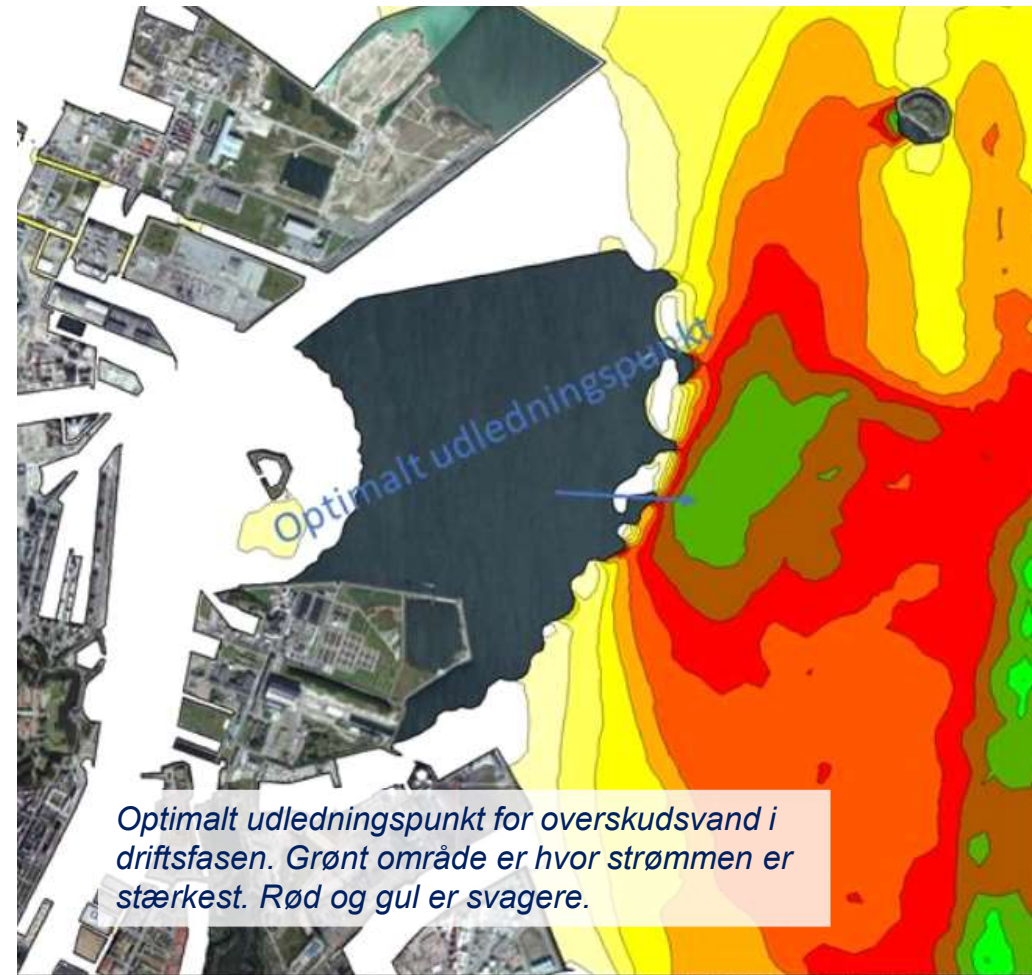 Optimalt udledningspunkt
Optimalt udledningspunkt for overskudsvand i
driftsfasen. Grønt område er hvor strømmen er
stærkest. Rød og gul er svagere.